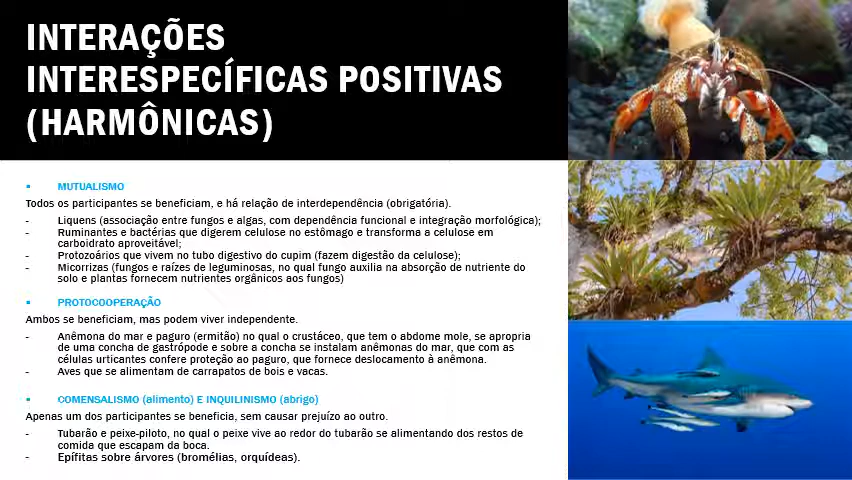 INTERAÇÕES
INTERESPECÍFICAS POSITIVAS
(HARMÔNICAS)
▪ MUTUALISMO
Todos os participantes se beneficiam, e há relação de interdependência (obrigatória).
- Liquens (associação entre fungos e algas, com dependência funcional e integração morfológica);
- Ruminantes e bactérias que digerem celulose no estômago e transforma a celulose em
carboidrato aproveitável;
- Protozoários que vivem no tubo digestivo do cupim (fazem digestão da celulose);
- Micorrizas (fungos e raízes de leguminosas, no qual fungo auxilia na absorção de nutriente do
solo e plantas fornecem nutrientes orgânicos aos fungos)
▪ PROTOCOOPERAÇÃO
Ambos se beneficiam, mas podem viver independente.
- Anêmona do mar e paguro (ermitão) no qual o crustáceo, que tem o abdome mole, se apropria
de uma concha de gastrópode e sobre a concha se instalam anêmonas do mar, que com as
células urticantes confere proteção ao paguro, que fornece deslocamento à anêmona.
- Aves que se alimentam de carrapatos de bois e vacas.
▪ COMENSALISMO (alimento) E INQUILINISMO (abrigo)
Apenas um dos participantes se beneficia, sem causar prejuízo ao outro.
- Tubarão e peixe-piloto, no qual o peixe vive ao redor do tubarão se alimentando dos restos de
comida que escapam da boca.
- Epífitas sobre árvores (bromélias, orquídeas).